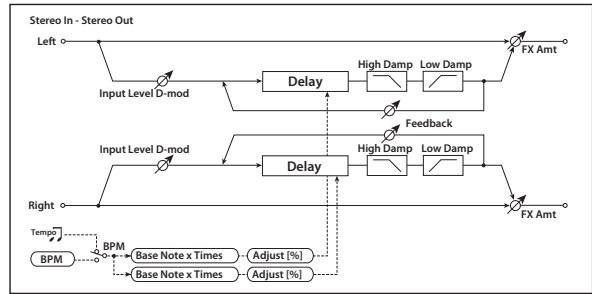 Stereo In - Stereo Out
Left
FX Amt
High Damp Low Damp
Delay
Input Level D-mod
Feedback
Input Level D-mod
High Damp Low Damp
Delay
Right
FX Amt
Tempo
BPM
BPM
Base Note x Times Adjust [%]
Base Note x Times Adjust [%]